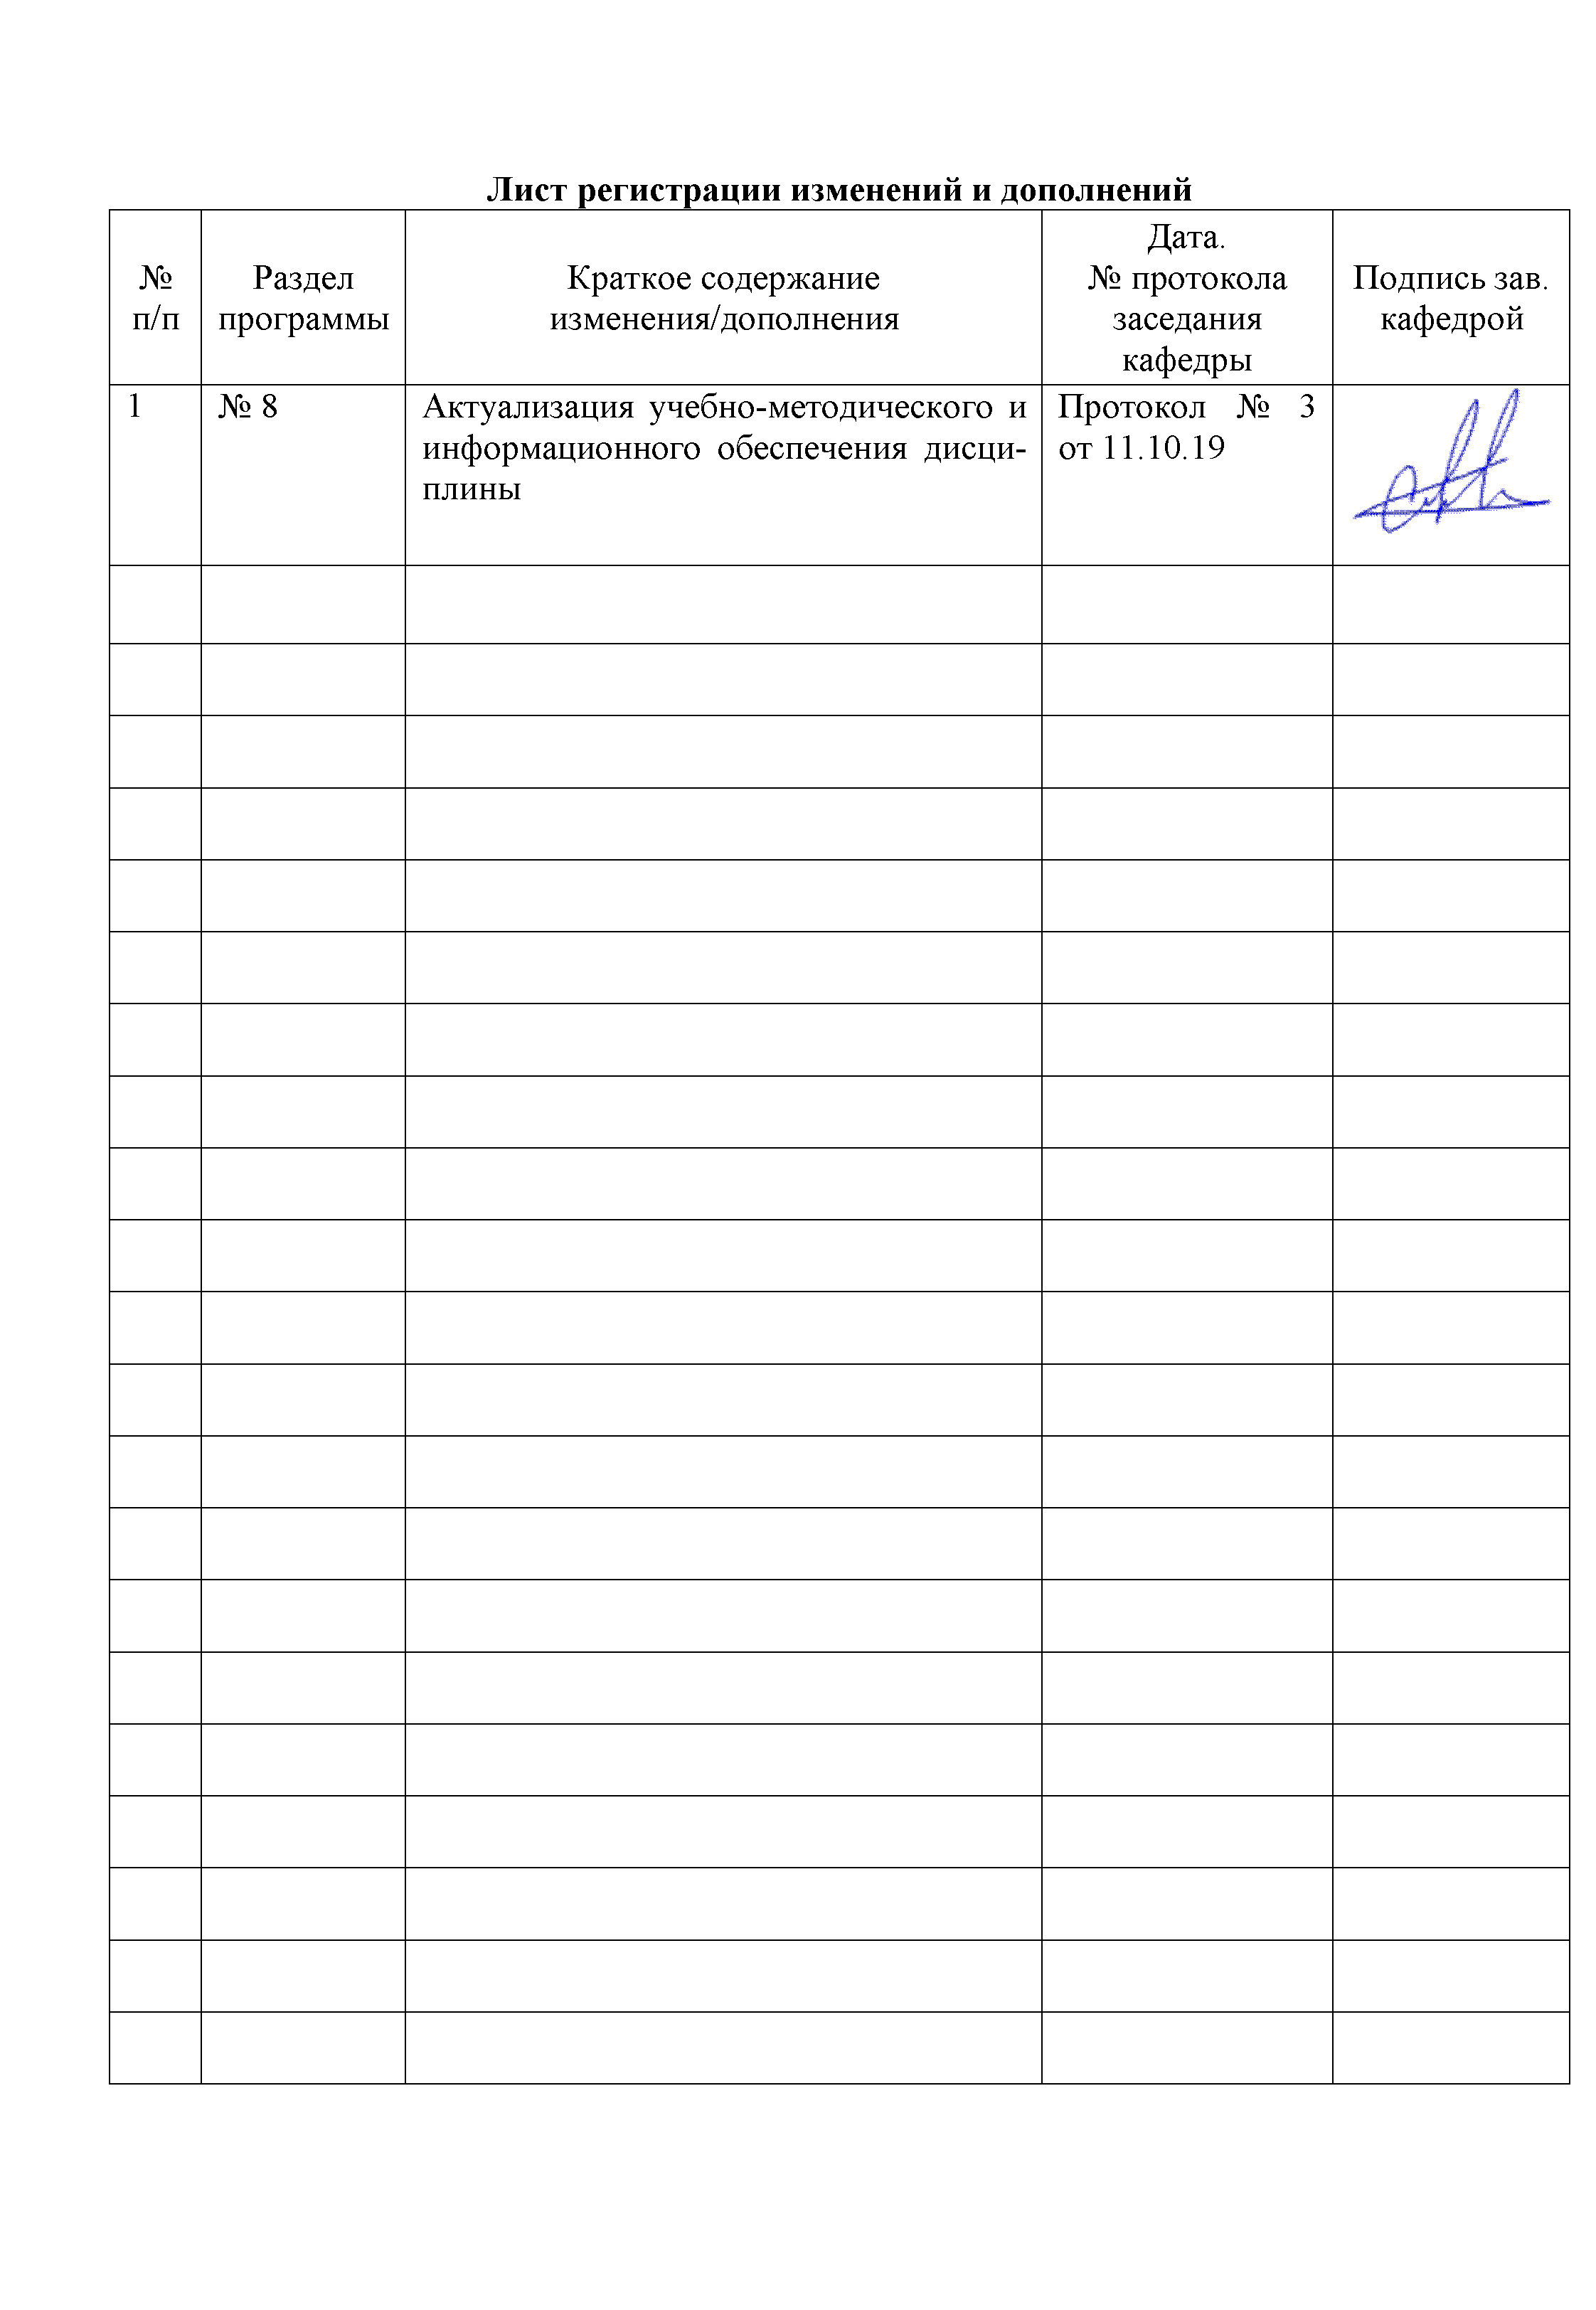 Лист регистрации изменений и дополнений
№
п/п
Раздел
программы
Краткое содержание
изменения/дополнения
Дата.
№ протокола
заседания
кафедры
Подпись зав.
кафедрой
1
№ 8
Актуализация учебно-методического и
информационного обеспечения дисци-
плины
Протокол № 3
от 11.10.19